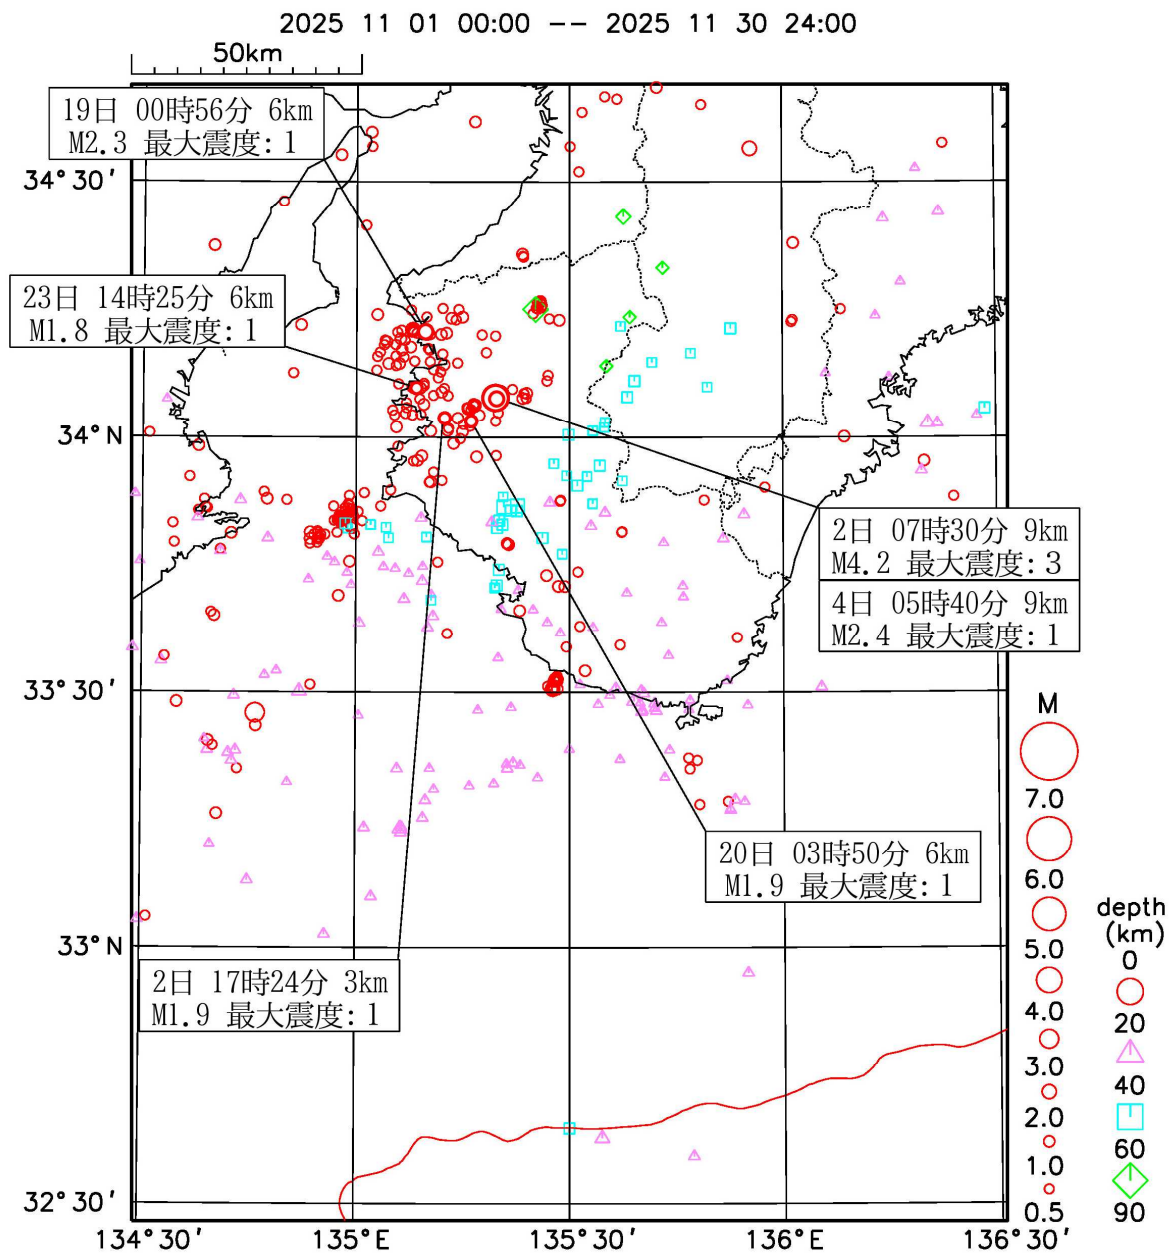 2025 11 01 00:00 -- 2025 11 30 24:00
50km
19日 00時56分 6km
M2.3 最大震度:1
34°30′
23日 14時25分 6km
M1.8 最大震度:1
34°N
2日 07時30分 9km
M4.2 最大震度:3
4日 05時40分 9km
M2.4 最大震度:1
33°30′
20日 03時50分 6km
M1.9 最大震度:1
33°N
2日 17時24分 3km
M1.9 最大震度:1
32°30′
134°30′
135°E
135°30′
136°E
136°30′
M
7.0
6.0
5.0
4.0
3.0
2.0
1.0
0.5
depth
(km)
0
20
40
60
90